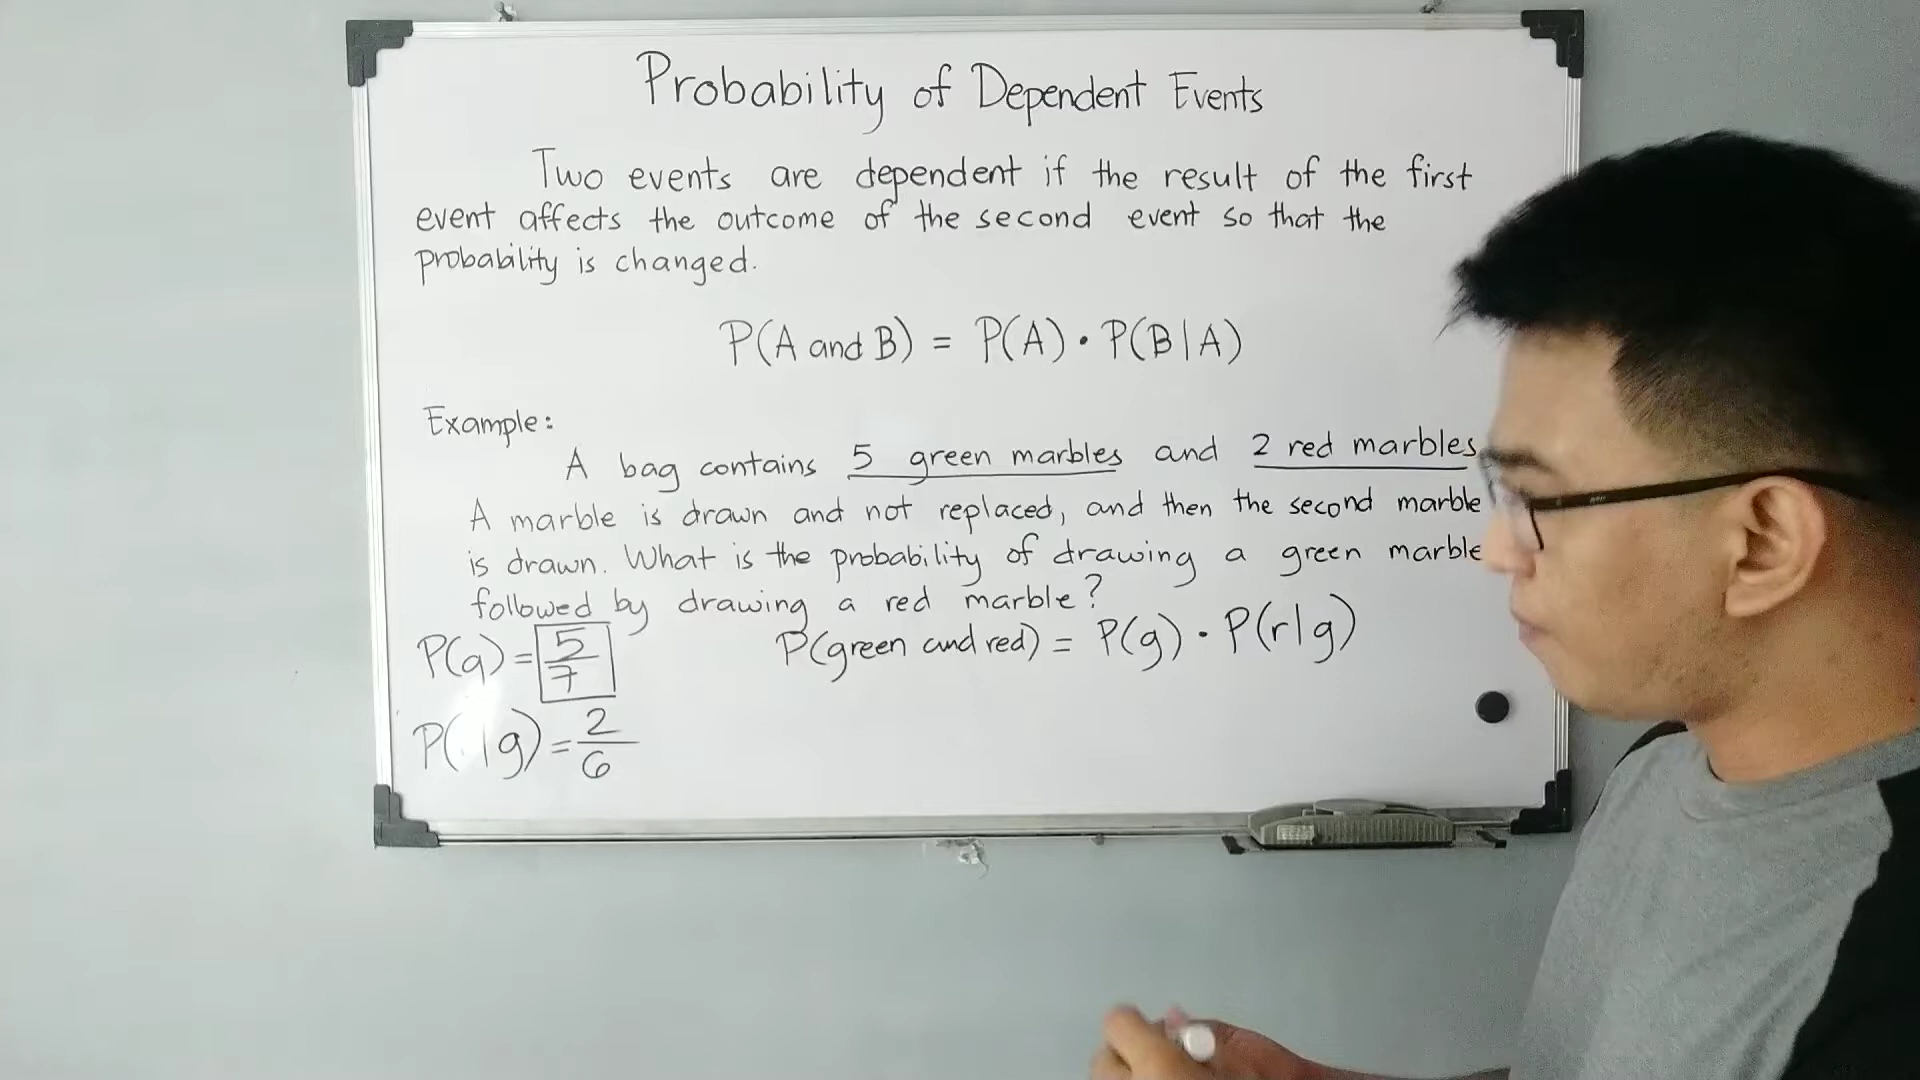 Probability of Dependent Events
Two events are dependent if the result of the first
event affects the outcome of the second event so that the
probability is changed.
P(A and B) = P(A) · P(B|A)
Example:
A bag contains 5 green marbles and 2 red marbles.
A marble is drawn and not replaced, and then the second marble
is drawn. What is the probability of drawing a green marble
followed by drawing a red marble?
P(g) = 5/7
P(green and red) = P(g) · P(r|g)
P( |g) = 2/6